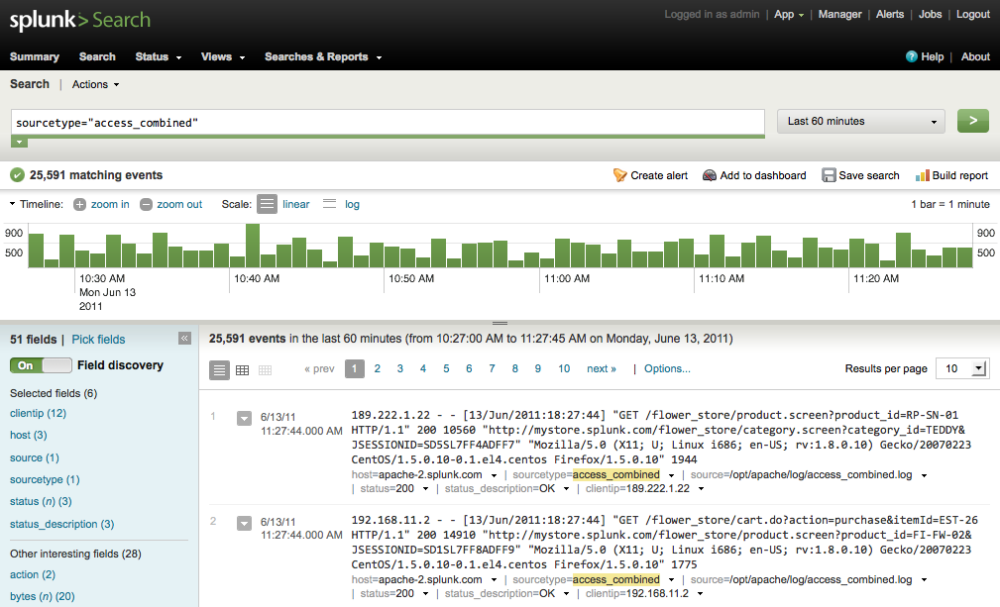 splunk> Search
Logged in as admin | App | Manager | Alerts | Jobs | Logout
Summary Search Status Views Searches & Reports
? Help | About
Search | Actions
sourcetype="access_combined"
Last 60 minutes
>
25,591 matching events
Create alert Add to dashboard Save search Build report
Timeline: zoom in zoom out Scale: linear log
1 bar = 1 minute
900 900
500 500
10:30 AM 10:40 AM 10:50 AM 11:00 AM 11:10 AM 11:20 AM
Mon Jun 13
2011
51 fields | Pick fields «
On Field discovery
Selected fields (6)
clientip (12)
host (3)
source (1)
sourcetype (1)
status (n) (3)
status_description (3)
Other interesting fields (28)
action (2)
bytes (n) (20)
25,591 events in the last 60 minutes (from 10:27:00 AM to 11:27:45 AM on Monday, June 13, 2011)
« prev 1 2 3 4 5 6 7 8 9 10 next » | Options...
Results per page 10
1
6/13/11
11:27:44.000 AM
189.222.1.22 - - [13/Jun/2011:18:27:44] "GET /flower_store/product.screen?product_id=RP-SN-01
HTTP/1.1" 200 10560 "http://mystore.splunk.com/flower_store/category.screen?category_id=TEDDY&
JSESSIONID=SD5SL7FF4ADFF7" "Mozilla/5.0 (X11; U; Linux i686; en-US; rv:1.8.0.10) Gecko/20070223
CentOS/1.5.0.10-0.1.el4.centos Firefox/1.5.0.10" 1944
host=apache-2.splunk.com | sourcetype=access_combined | source=/opt/apache/log/access_combined.log
| status=200 | status_description=OK | clientip=189.222.1.22
2
6/13/11
11:27:44.000 AM
192.168.11.2 - - [13/Jun/2011:18:27:44] "GET /flower_store/cart.do?action=purchase&itemId=EST-26
HTTP/1.1" 200 14910 "http://mystore.splunk.com/flower_store/product.screen?product_id=FI-FW-02&
JSESSIONID=SD1SL7FF8ADFF9" "Mozilla/5.0 (X11; U; Linux i686; en-US; rv:1.8.0.10) Gecko/20070223
CentOS/1.5.0.10-0.1.el4.centos Firefox/1.5.0.10" 1775
host=apache-2.splunk.com | sourcetype=access_combined | source=/opt/apache/log/access_combined.log
| status=200 | status_description=OK | clientip=192.168.11.2